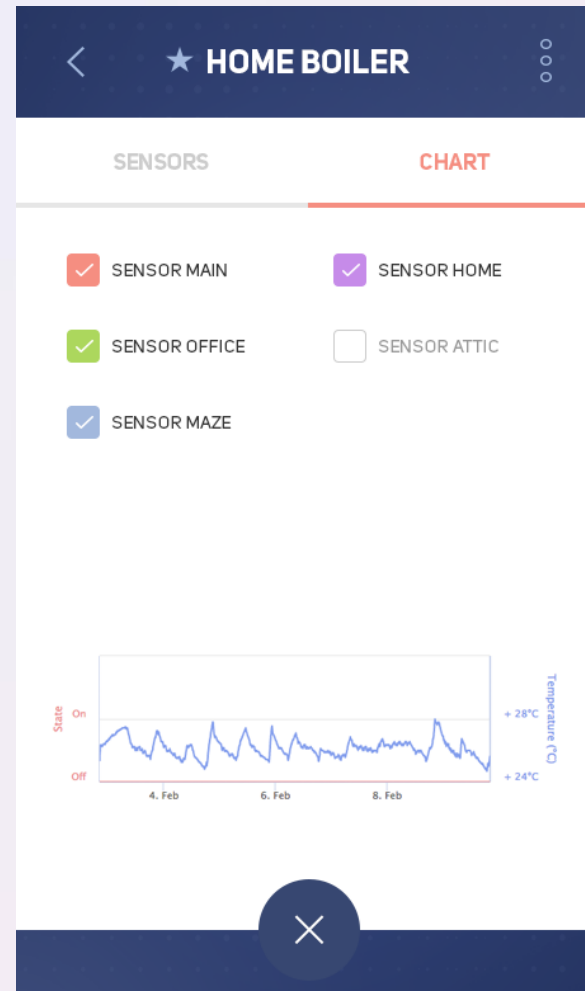 HOME BOILER
SENSORS
CHART
SENSOR MAIN
SENSOR HOME
SENSOR OFFICE
SENSOR ATTIC
SENSOR MAZE
State
On
Off
+ 28°C
+ 24°C
Temperature (°C)
4. Feb
6. Feb
8. Feb